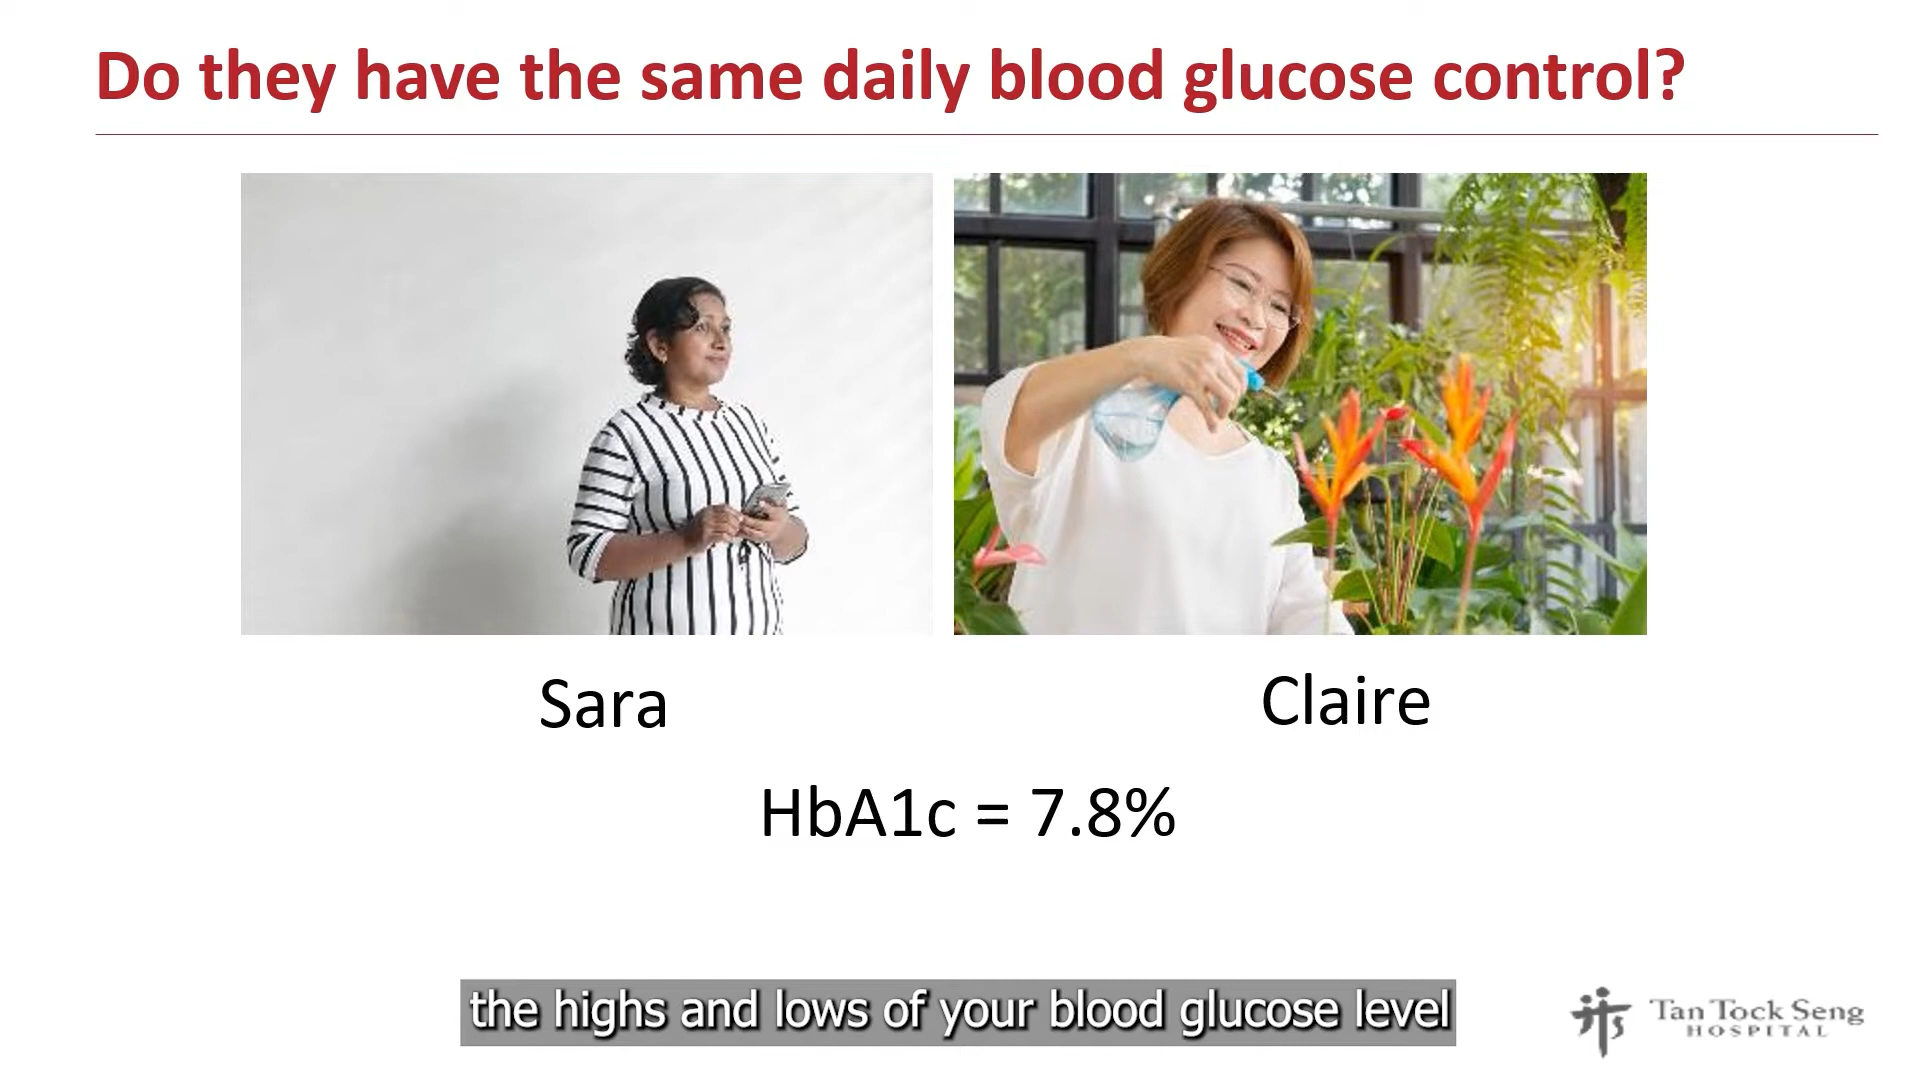 Do they have the same daily blood glucose control?
Sara
Claire
HbA1c = 7.8%
the highs and lows of your blood glucose level
Tan Tock Seng
HOSPITAL